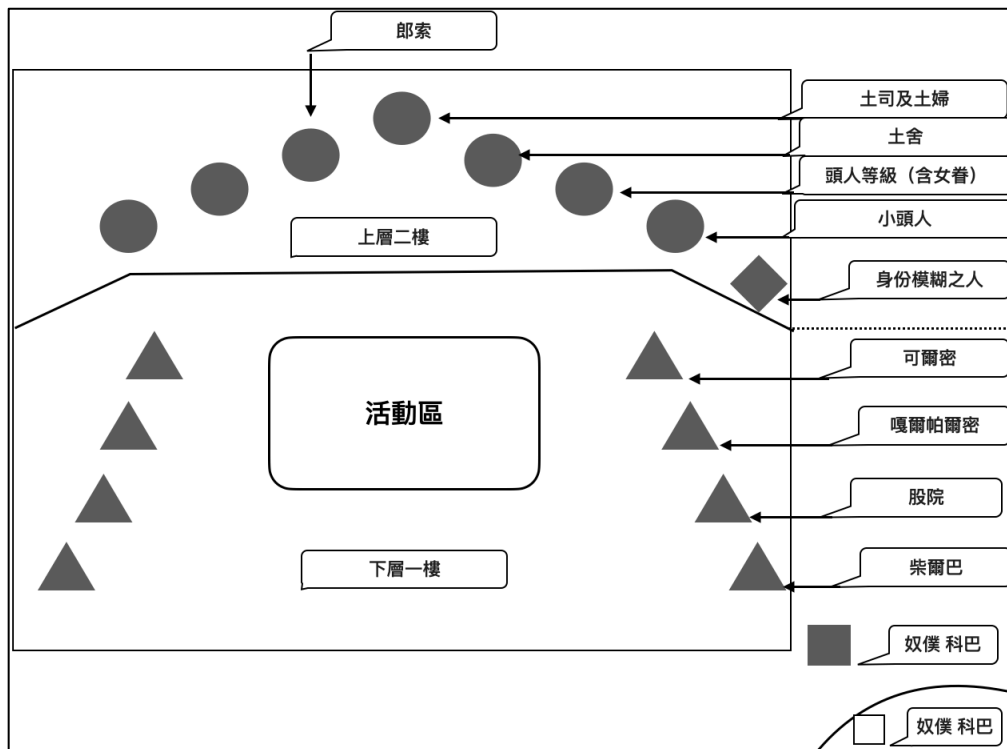 郎索
土司及土婦
土舍
頭人等級（含女眷）
小頭人
上層二樓
身份模糊之人
可爾密
活動區
嘎爾帕爾密
股院
下層一樓
柴爾巴
奴僕 科巴
奴僕 科巴